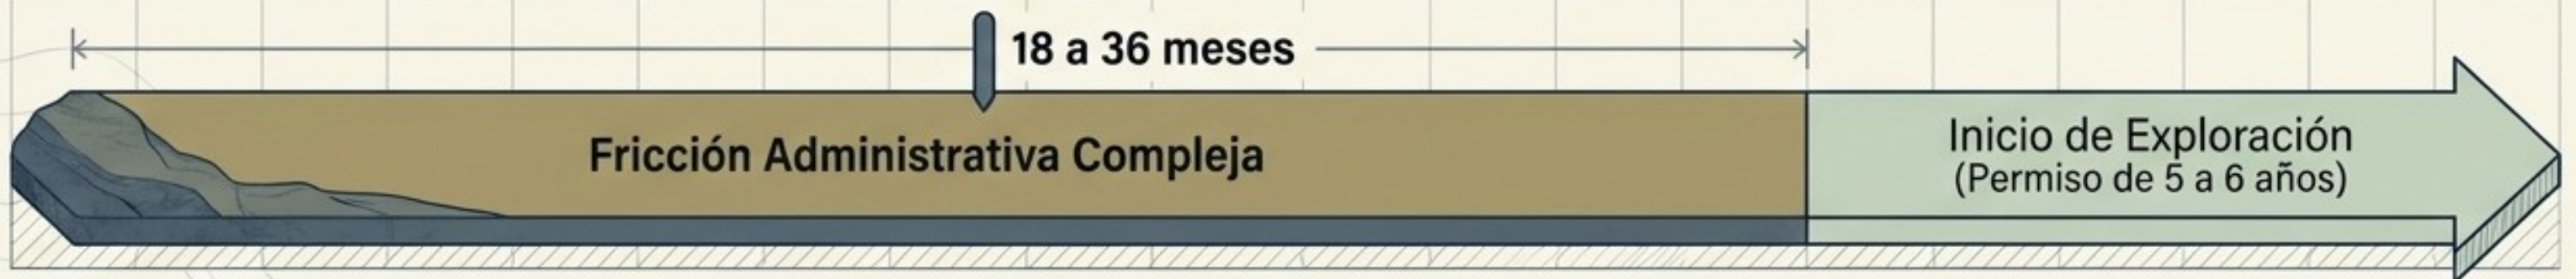 18 a 36 meses
Fricción Administrativa Compleja
Inicio de Exploración
(Permiso de 5 a 6 años)